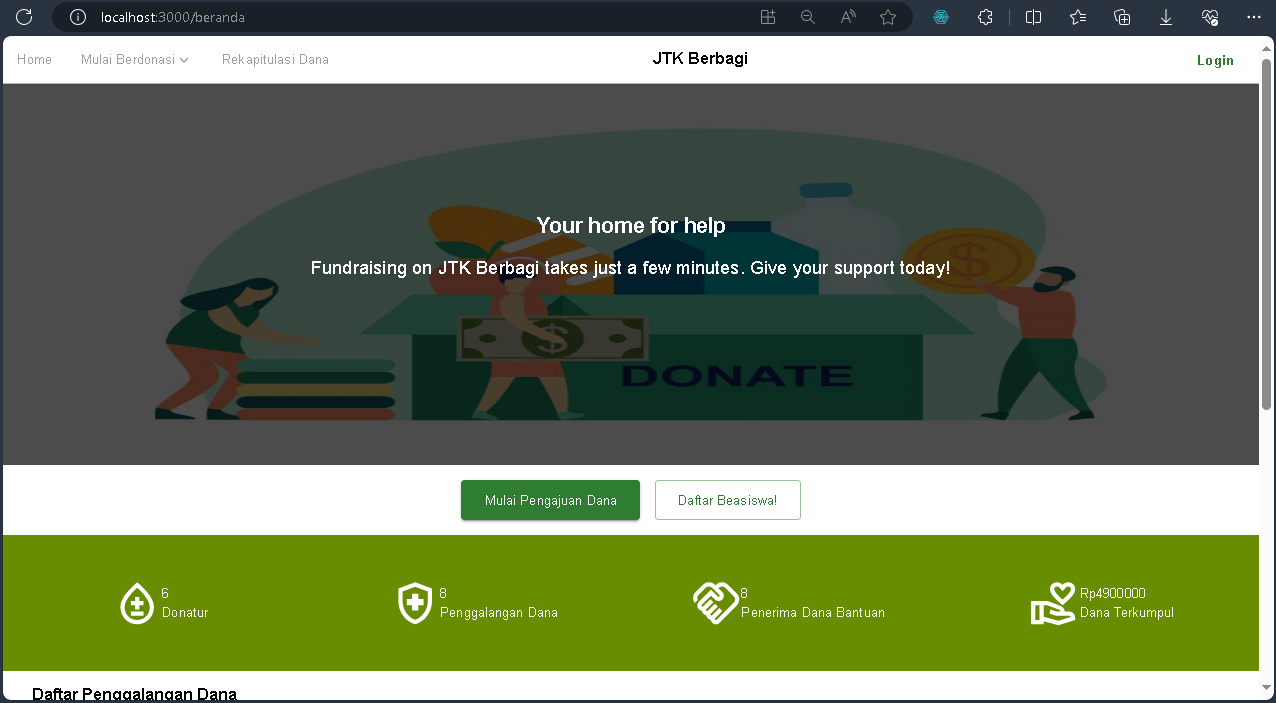 localhost:3000/beranda
Home
Mulai Berdonasi
Rekapitulasi Dana
JTK Berbagi
Login
Your home for help
Fundraising on JTK Berbagi takes just a few minutes. Give your support today!
DONATE
Mulai Pengajuan Dana
Daftar Beasiswa!
6
Donatur
8
Penggalangan Dana
8
Penerima Dana Bantuan
Rp4900000
Dana Terkumpul
Daftar Penggalangan Dana